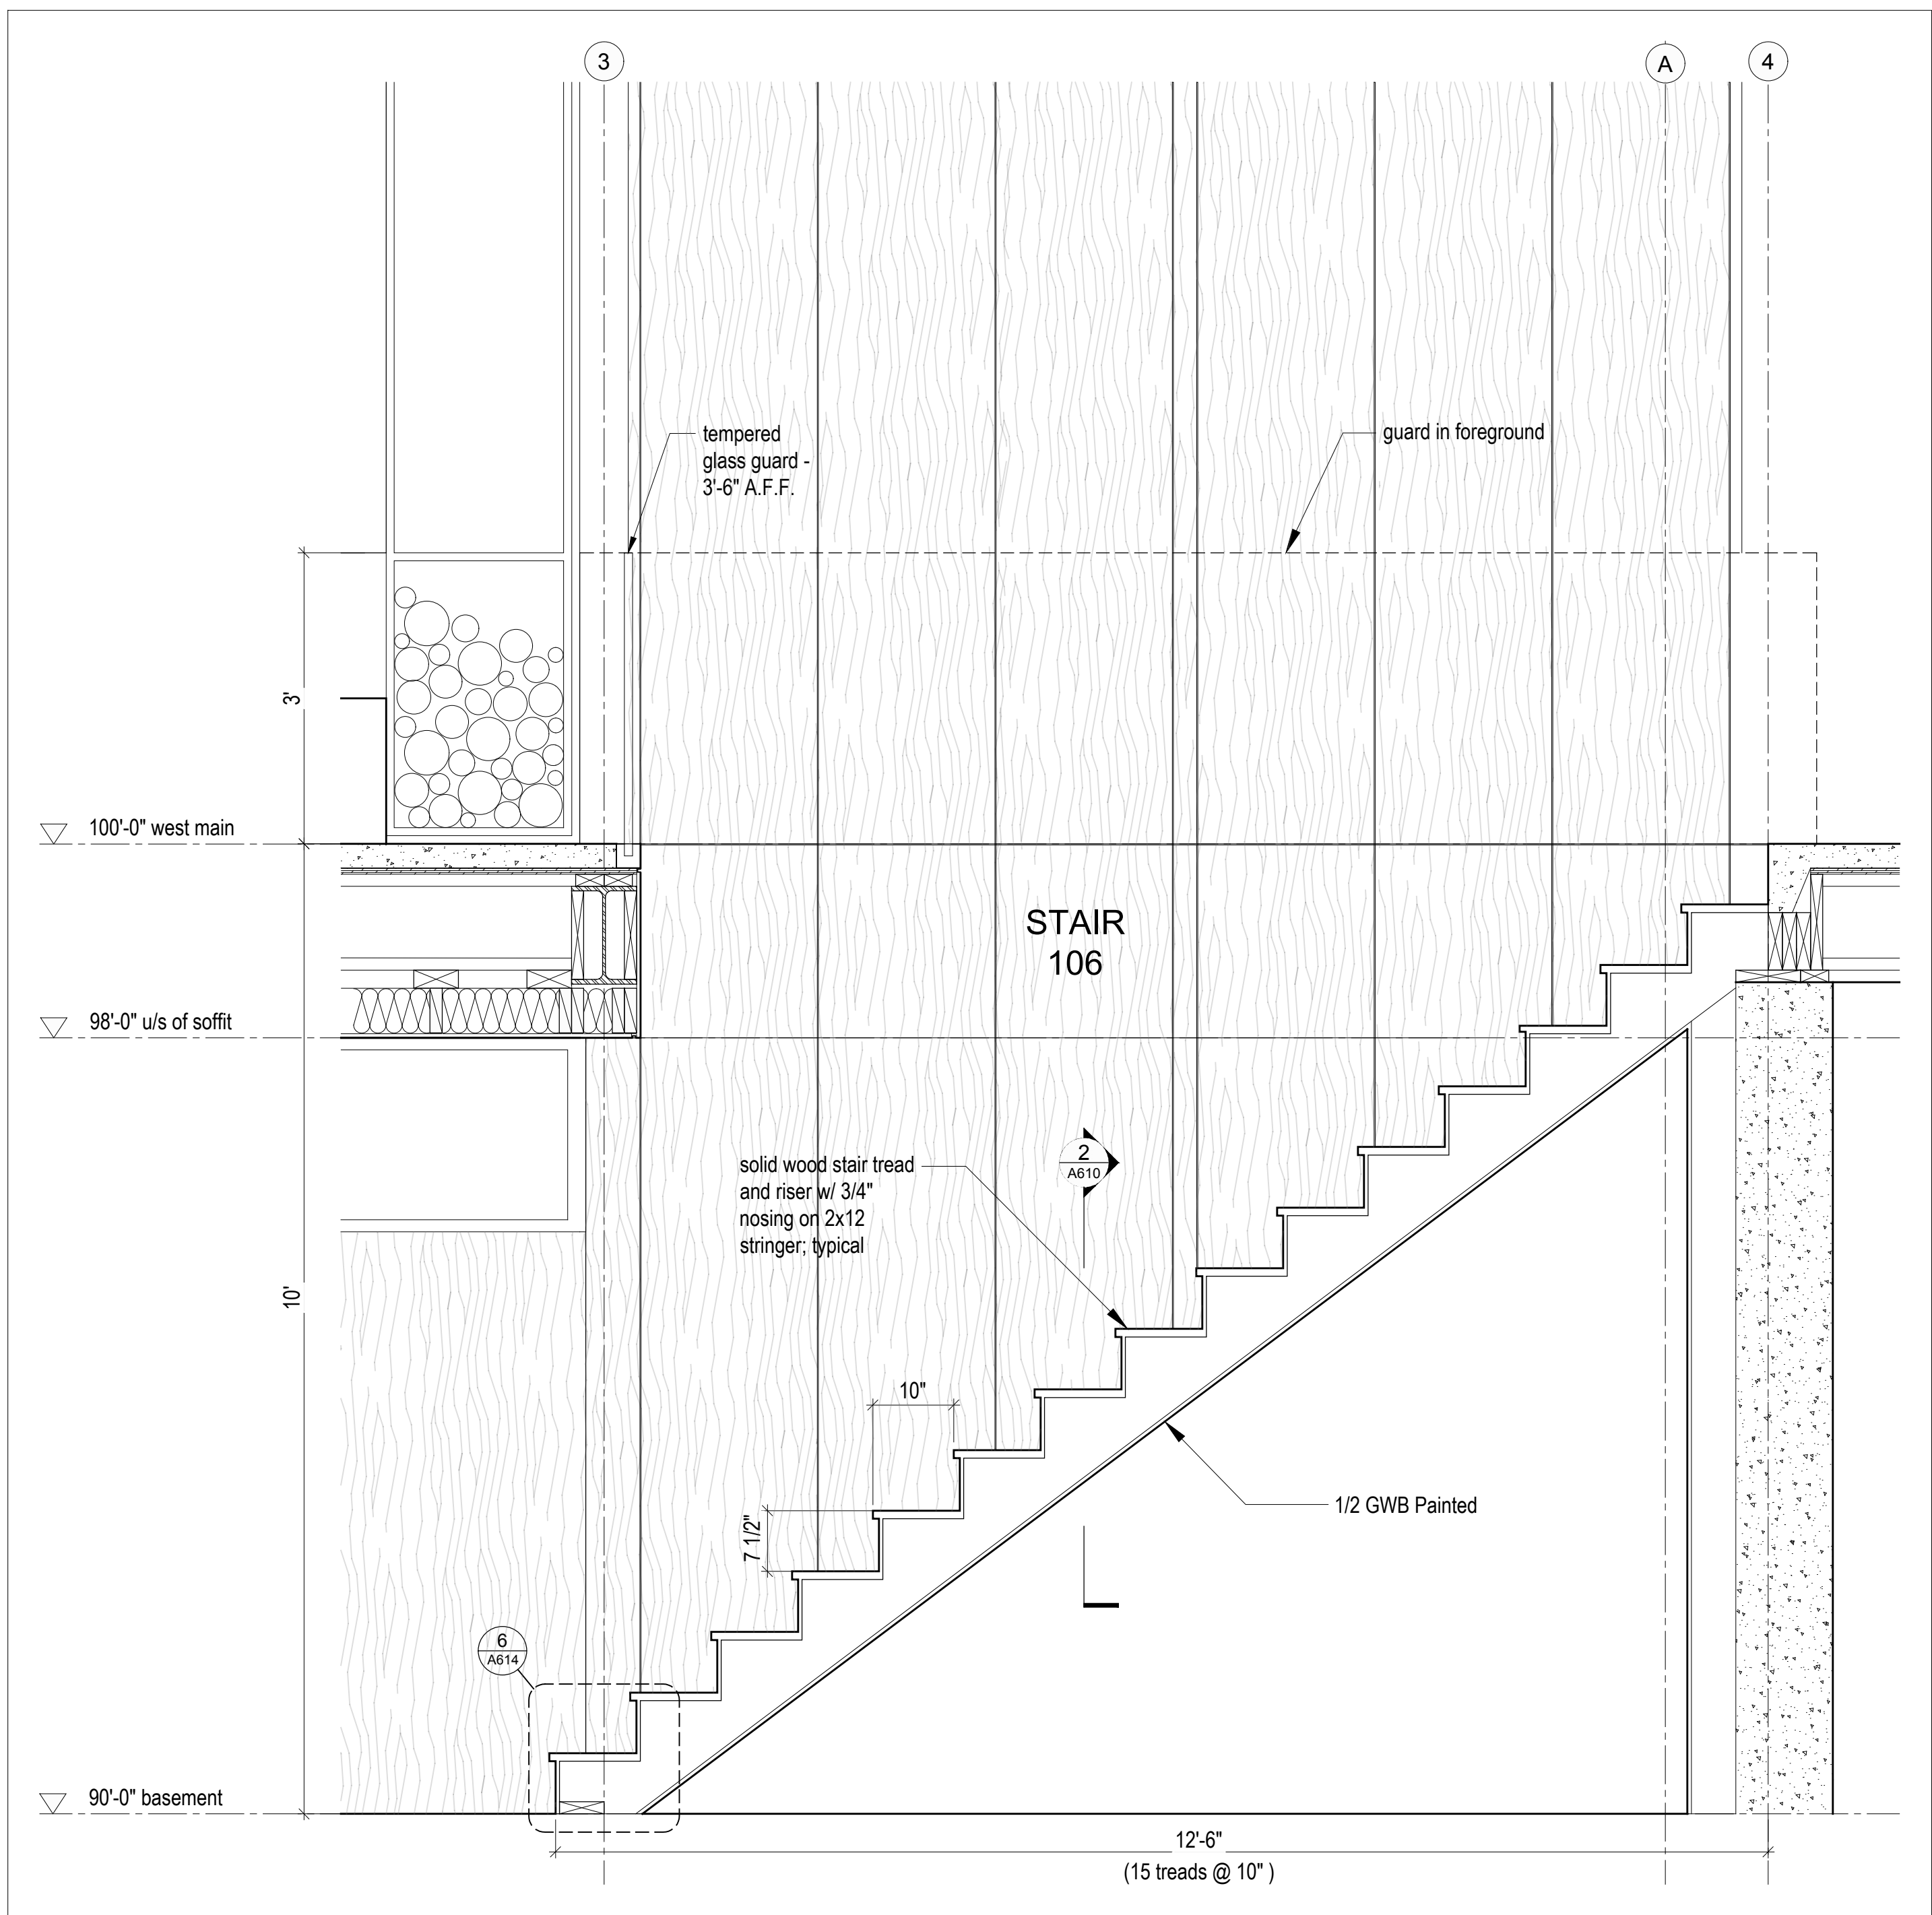 3
A
4
tempered
glass guard -
3'-6" A.F.F.
guard in foreground
3'
100'-0" west main
STAIR
106
98'-0" u/s of soffit
solid wood stair tread
and riser w/ 3/4"
nosing on 2x12
stringer; typical
2
A610
10'
10"
7 1/2"
1/2 GWB Painted
6
A614
90'-0" basement
12'-6"
(15 treads @ 10" )